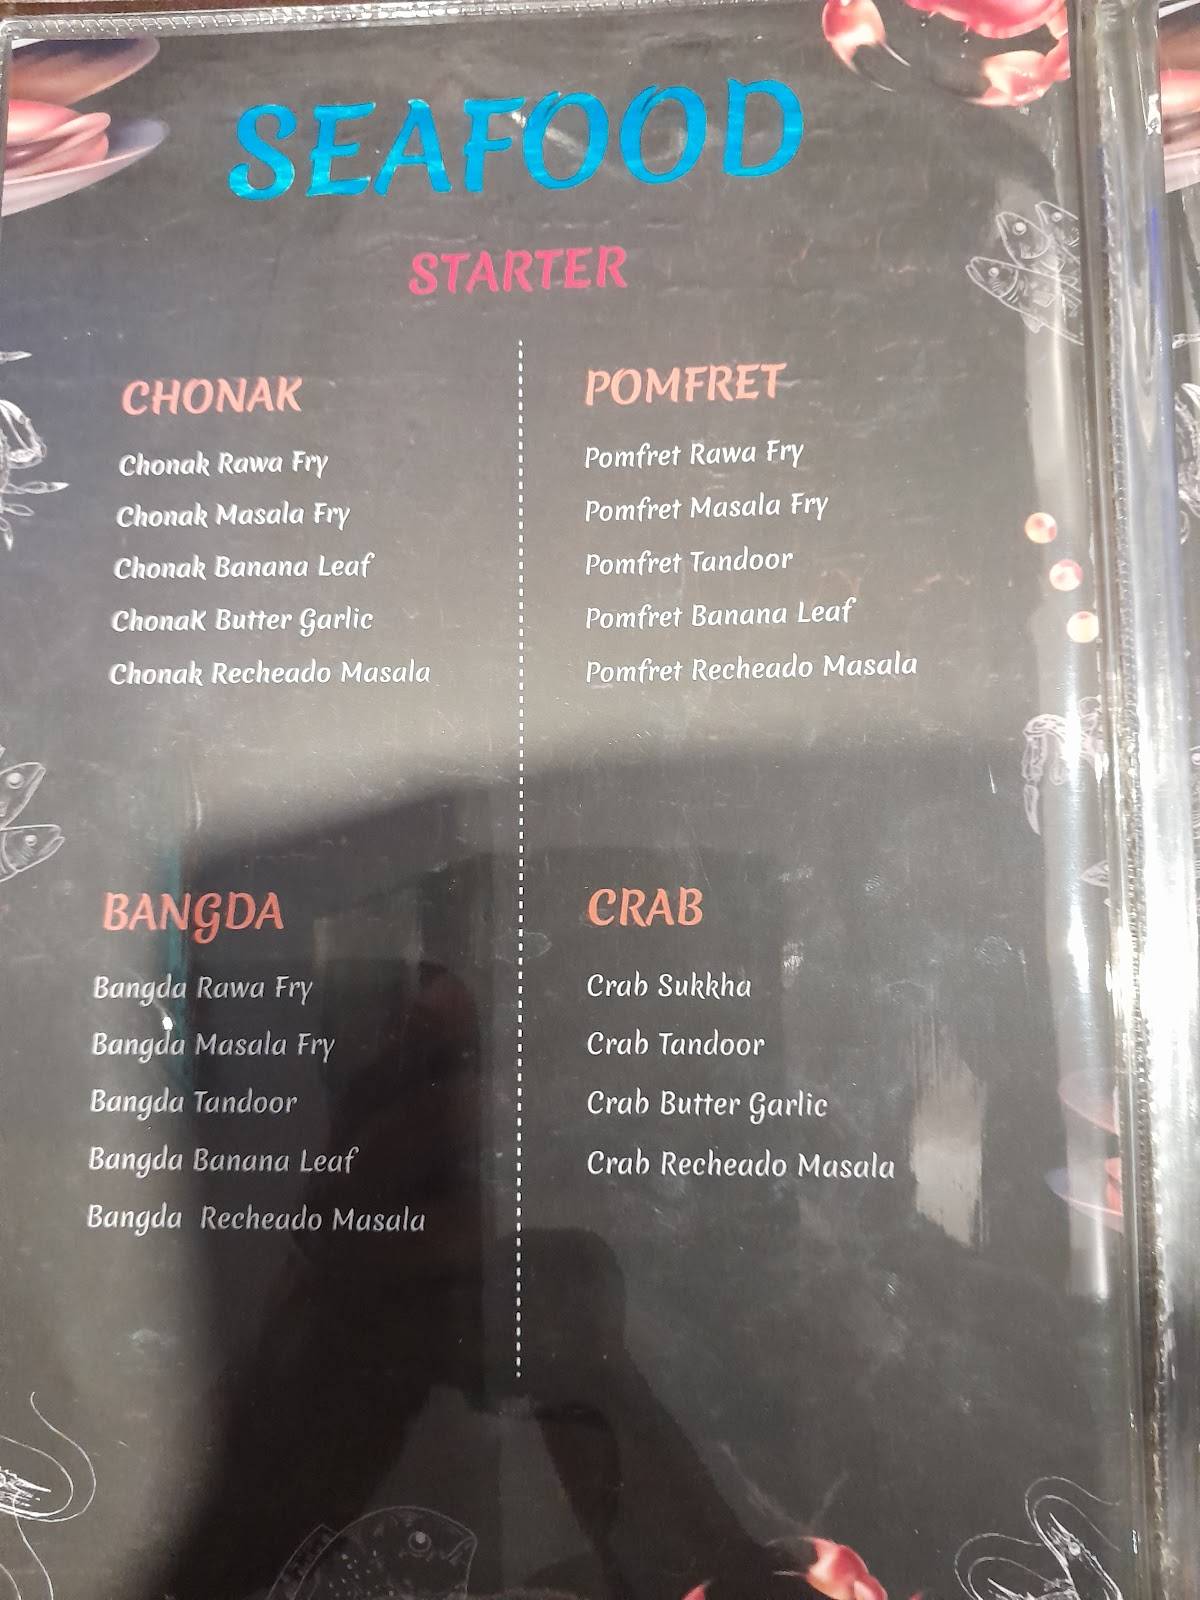 SEAFOOD
STARTER
CHONAK
Chonak Rawa Fry
Chonak Masala Fry
Chonak Banana Leaf
ChonaK Butter Garlic
Chonak Recheado Masala
POMFRET
Pomfret Rawa Fry
Pomfret Masala Fry
Pomfret Tandoor
Pomfret Banana Leaf
Pomfret Recheado Masala
BANGDA
Bangda Rawa Fry
Bangda Masala Fry
Bangda Tandoor
Bangda Banana Leaf
Bangda Recheado Masala
CRAB
Crab Sukkha
Crab Tandoor
Crab Butter Garlic
Crab Recheado Masala